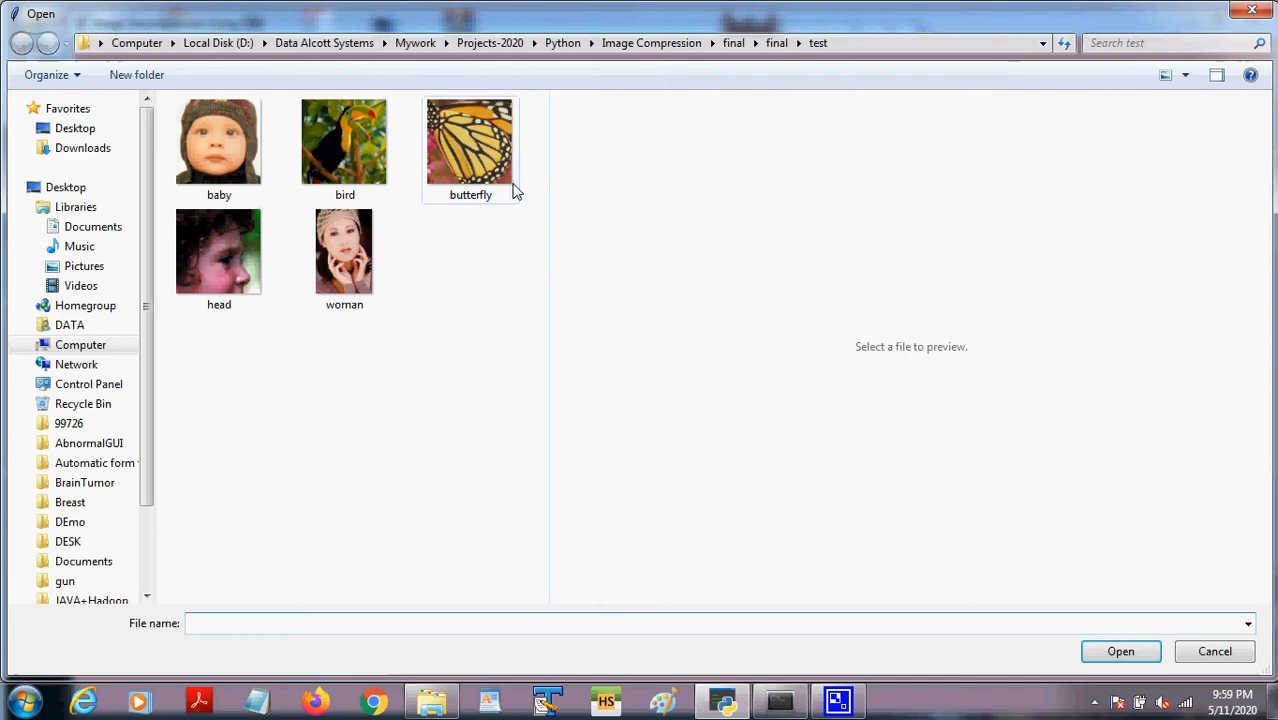 Open
Computer Local Disk (D:) Data Alcott Systems Mywork Projects-2020 Python Image Compression final final test
Search test
Organize New folder
Favorites
Desktop
Downloads
Desktop
Libraries
Documents
Music
Pictures
Videos
Homegroup
DATA
Computer
Network
Control Panel
Recycle Bin
99726
AbnormalGUI
Automatic form
BrainTumor
Breast
DEmo
DESK
Documents
gun
JAVA+Hadoop
baby bird butterfly
head woman
Select a file to preview.
File name:
Open Cancel
HS
9:59 PM
5/11/2020